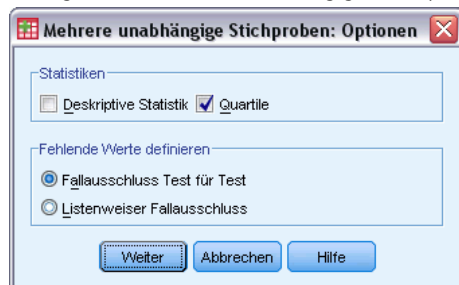 Mehrere unabhängige Stichproben: Optionen
Statistiken
Deskriptive Statistik Quartile
Fehlende Werte definieren
Fallausschluss Test für Test
Listenweiser Fallausschluss
Weiter Abbrechen Hilfe